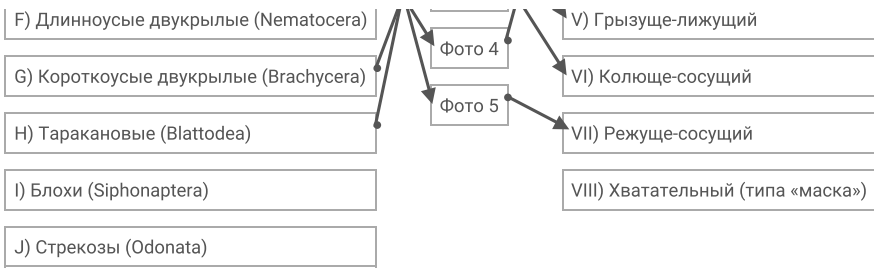 F) Длинноусые двукрылые (Nematocera)
G) Короткоусые двукрылые (Brachycera)
H) Таракановые (Blattodea)
I) Блохи (Siphonaptera)
J) Стрекозы (Odonata)
Фото 4
Фото 5
V) Грызуще-лижущий
VI) Колюще-сосущий
VII) Режуще-сосущий
VIII) Хватательный (типа «маска»)